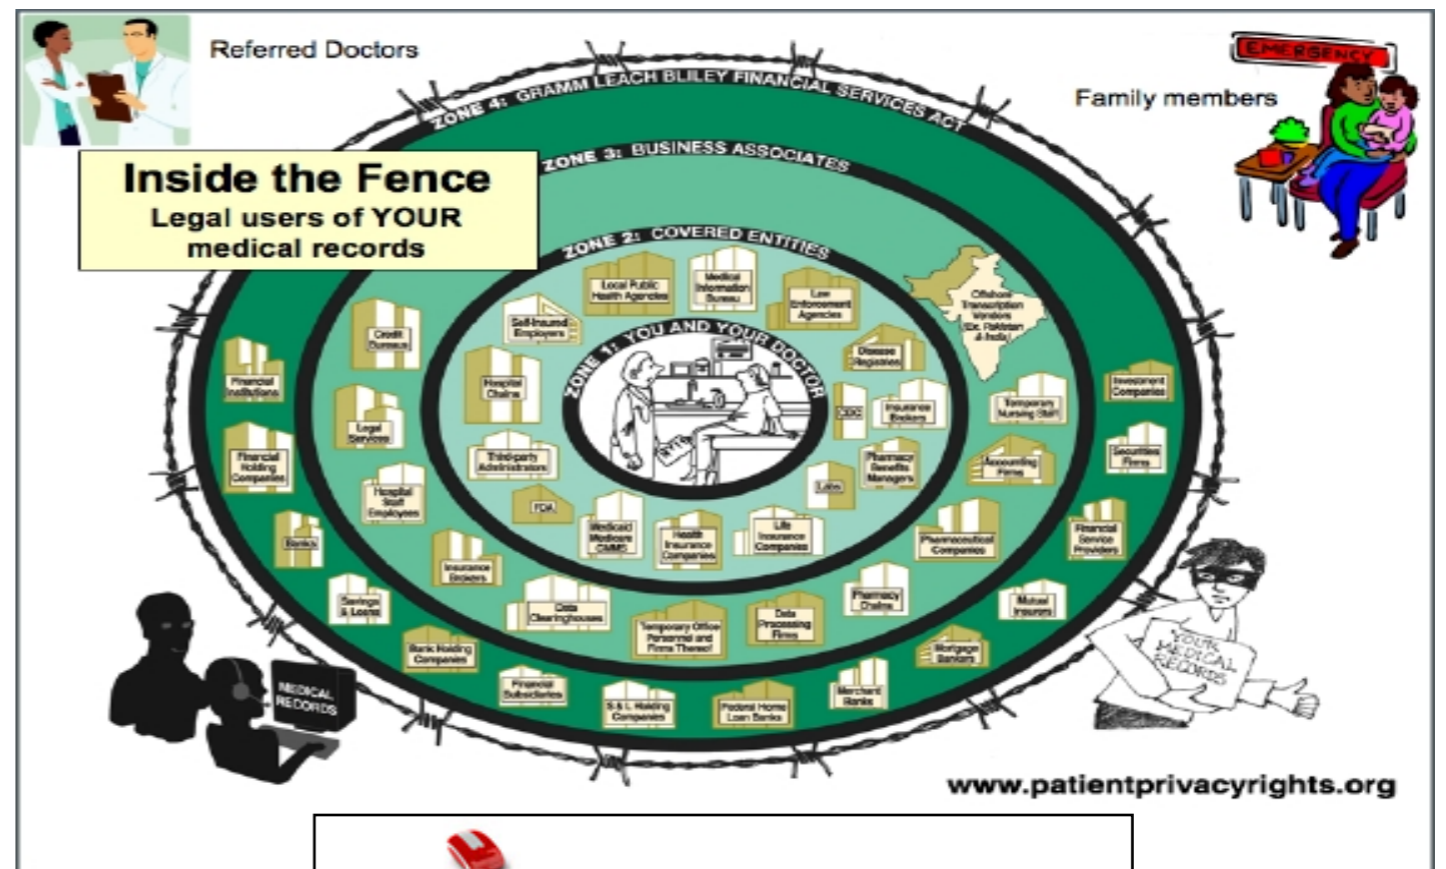 Referred Doctors
EMERGENCY
Family members
Inside the Fence
Legal users of YOUR
medical records
ZONE 4: GRAMM LEACH BLILEY FINANCIAL SERVICES ACT
ZONE 3: BUSINESS ASSOCIATES
ZONE 2: COVERED ENTITIES
ZONE 1: YOU AND YOUR DOCTOR
Local Public
Health Agencies
Medical
Information
Bureau
Law
Enforcement
Agencies
Self-Insured
Employers
Disease
Registries
Hospital
Chains
CDC
Insurance
Brokers
Third-party
Administrators
Pharmacy
Benefits
Managers
Labs
FDA
Medicaid
Medicare
CMMS
Health
Insurance
Companies
Life
Insurance
Companies
Credit
Bureaus
Offshore
Transcription
Vendors
(Ex. Pakistan
& India)
Legal
Services
Temporary
Nursing Staff
Hospital
Staff
Employees
Accounting
Firms
Insurance
Brokers
Pharmaceutical
Companies
Data
Clearinghouses
Temporary Office
Personnel and
Firms Thereof
Data
Processing
Firms
Pharmacy
Chains
Financial
Institutions
Investment
Companies
Financial
Holding
Companies
Securities
Firms
Banks
Financial
Service
Providers
Savings
& Loans
Mutual
Insurers
Bank Holding
Companies
Mortgage
Bankers
Financial
Subsidiaries
S & L Holding
Companies
Federal Home
Loan Banks
Merchant
Banks
MEDICAL
RECORDS
YOUR
MEDICAL
RECORDS
www.patientprivacyrights.org